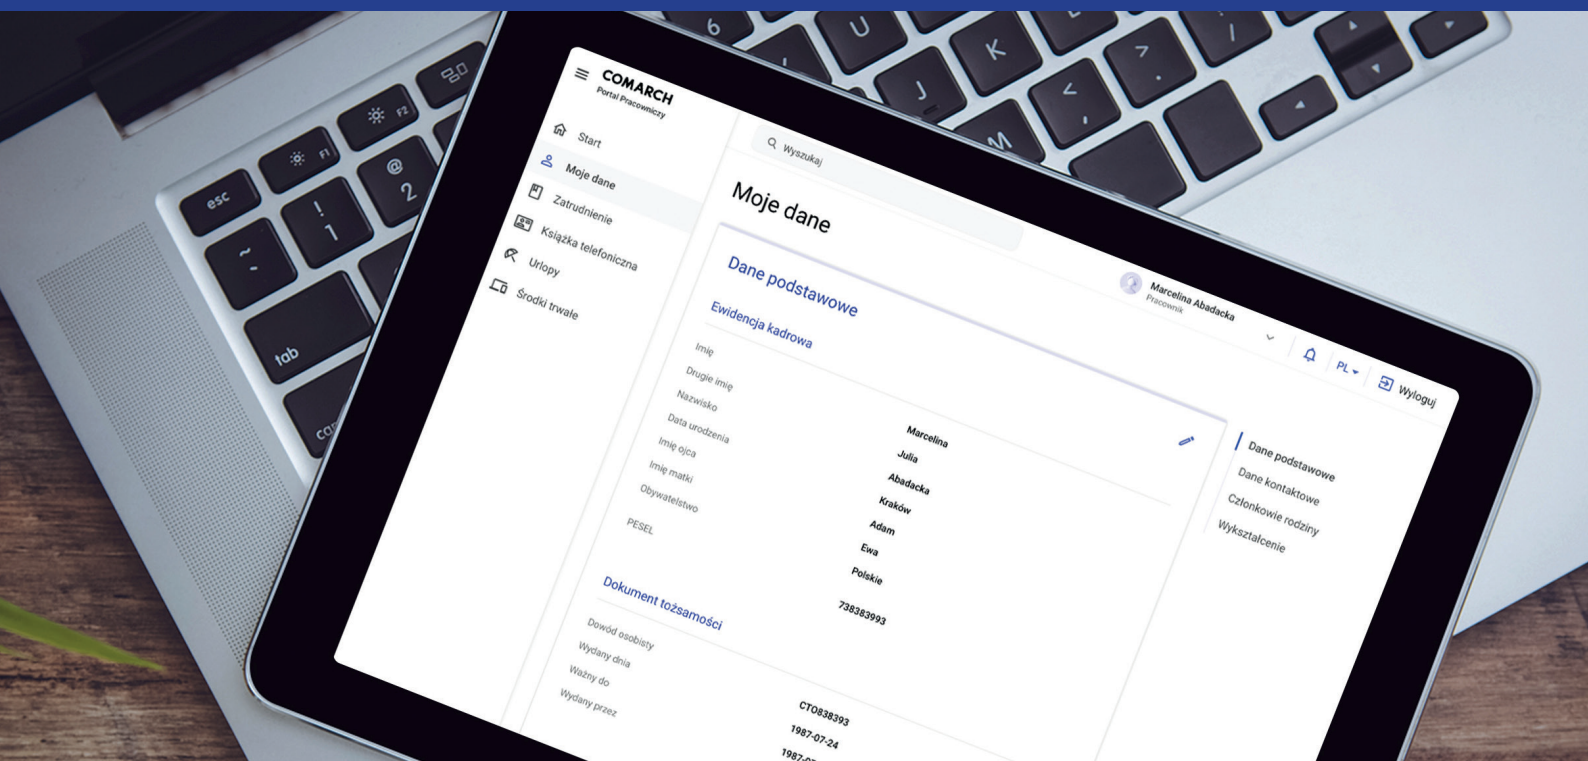 COMARCH
Portal Pracowniczy
Start
Moje dane
Zatrudnienie
Książka telefoniczna
Urlopy
Środki trwałe
Wyszukaj
Marcelina Abadacka
Pracownik
PL
Wyloguj
Moje dane
Dane podstawowe
Ewidencja kadrowa
Imię Marcelina
Drugie imię Julia
Nazwisko Abadacka
Data urodzenia Kraków
Imię ojca Adam
Imię matki Ewa
Obywatelstwo Polskie
PESEL 738383993
Dokument tożsamości
Dowód osobisty CTO838393
Wydany dnia 1987-07-24
Ważny do
Wydany przez
Dane podstawowe
Dane kontaktowe
Członkowie rodziny
Wykształcenie
esc
F1
F2
~
!
1
@
2
tab
6
U
J
K
M
<
,
>
.
/